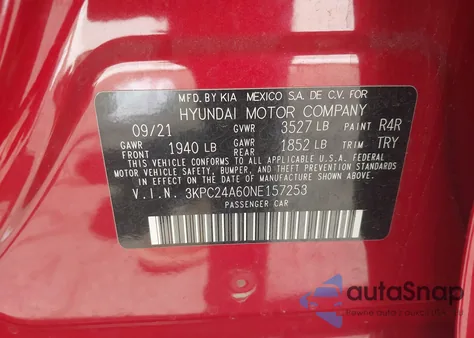 MFD. BY KIA MEXICO S.A. DE C.V. FOR
HYUNDAI MOTOR COMPANY
09/21 GVWR 3527 LB PAINT R4R
GAWR FRONT 1940 LB GAWR REAR 1852 LB TRIM TRY
THIS VEHICLE CONFORMS TO ALL APPLICABLE U.S.A. FEDERAL
MOTOR VEHICLE SAFETY, BUMPER, AND THEFT PREVENTION
STANDARDS IN EFFECT ON THE DATE OF MANUFACTURE SHOWN ABOVE.
V.I.N. 3KPC24A60NE157253
PASSENGER CAR
autoSnap